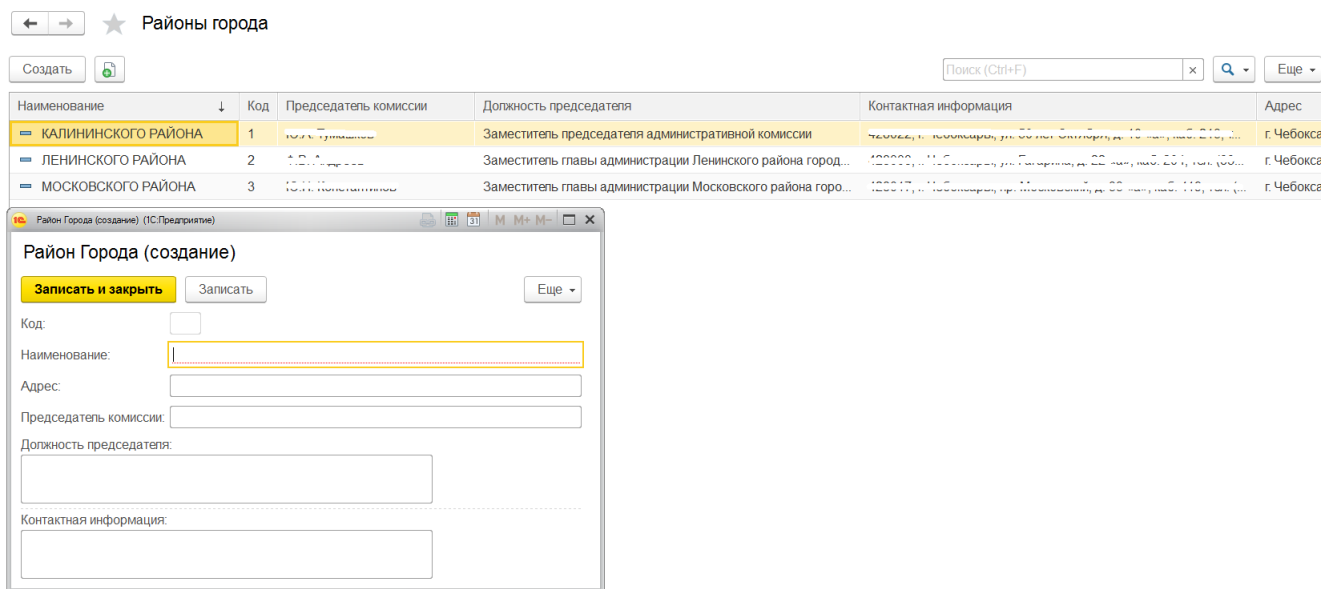 Районы города
Создать Поиск (Ctrl+F) × Еще
Наименование ↓ Код Председатель комиссии Должность председателя Контактная информация Адрес
КАЛИНИНСКОГО РАЙОНА 1 Заместитель председателя административной комиссии г. Чебокса
ЛЕНИНСКОГО РАЙОНА 2 Заместитель главы администрации Ленинского района город... г. Чебокса
МОСКОВСКОГО РАЙОНА 3 Заместитель главы администрации Московского района горо... г. Чебокса
1С Район Города (создание) (1С:Предприятие) 31 M M+ M-
Район Города (создание)
Записать и закрыть Записать Еще
Код:
Наименование:
Адрес:
Председатель комиссии:
Должность председателя:
Контактная информация: